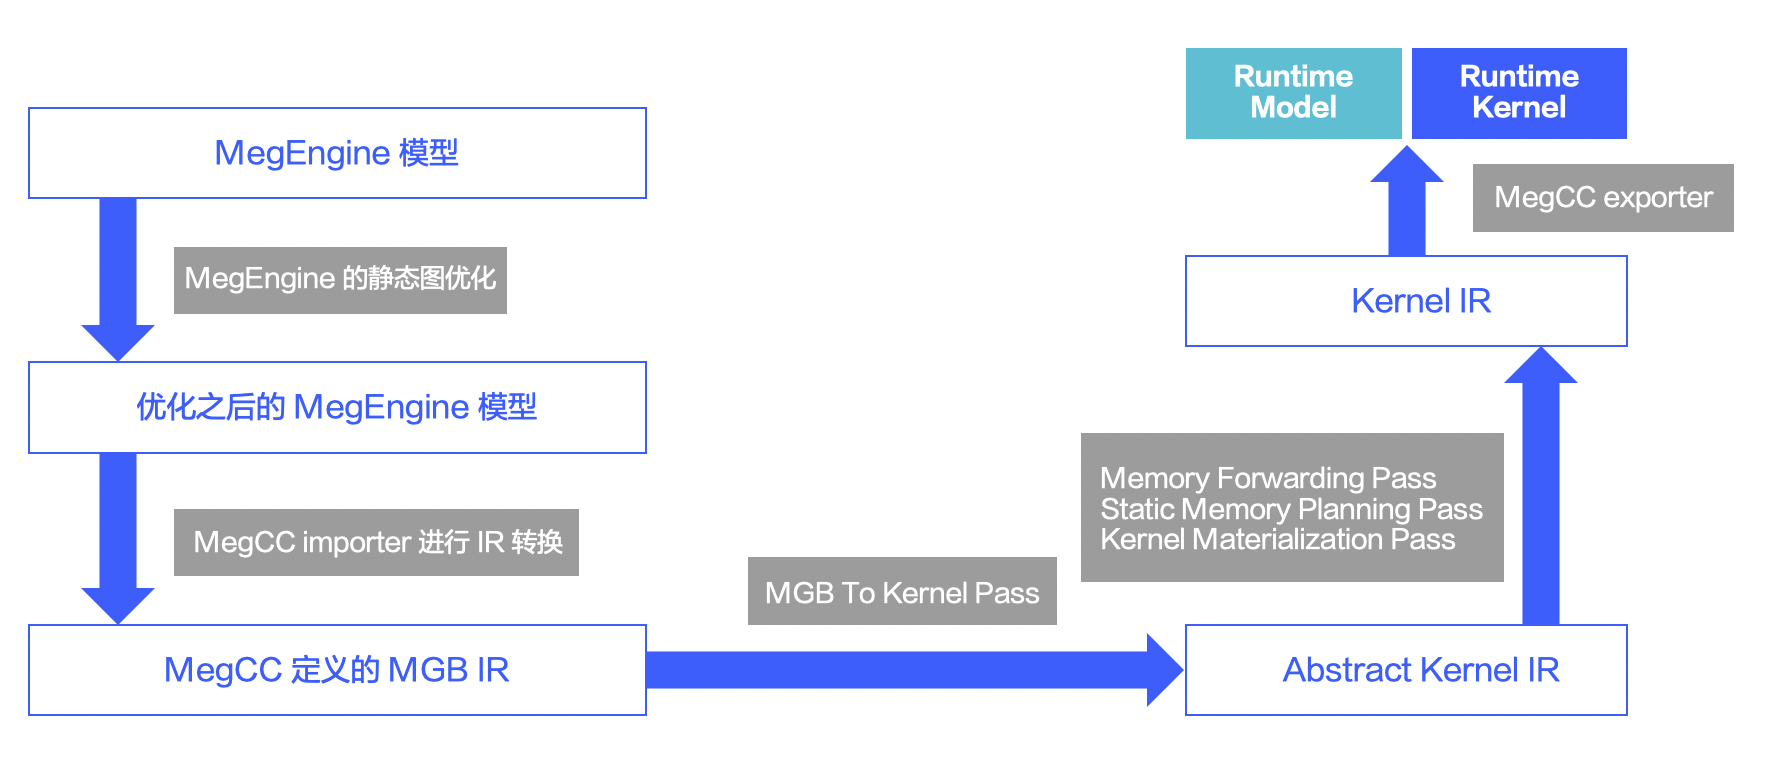 MegEngine 模型
MegEngine 的静态图优化
优化之后的 MegEngine 模型
MegCC importer 进行 IR 转换
MegCC 定义的 MGB IR
MGB To Kernel Pass
Abstract Kernel IR
Memory Forwarding Pass
Static Memory Planning Pass
Kernel Materialization Pass
Kernel IR
MegCC exporter
Runtime
Model
Runtime
Kernel